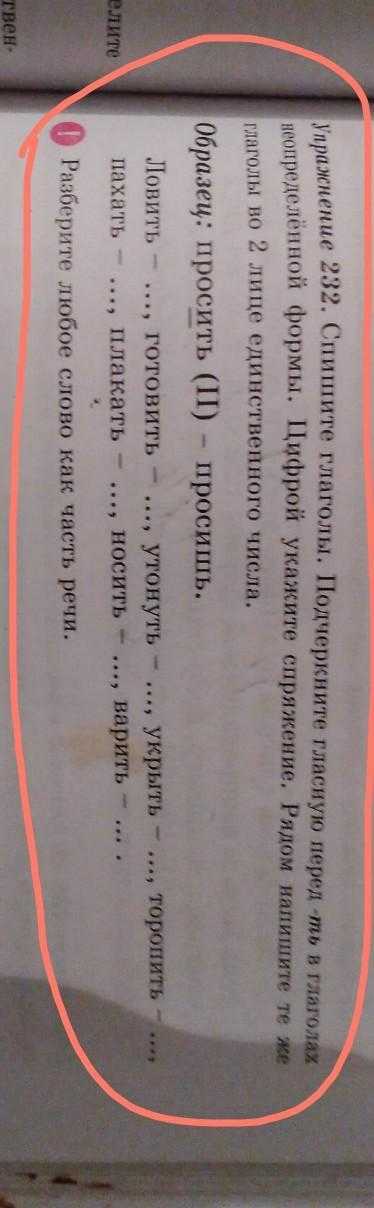 елите
твен-
Упражнение 232. Спишите глаголы. Подчеркните гласную перед -ть в глаголах
неопределённой формы. Цифрой укажите спряжение. Рядом напишите те же
глаголы во 2 лице единственного числа.
Образец: просить (II) – просишь.
Ловить – ..., готовить – ..., утонуть – ..., укрыть – ..., торопить – ...,
пахать – ..., плакать – ..., носить – ..., варить – ... .
! Разберите любое слово как часть речи.